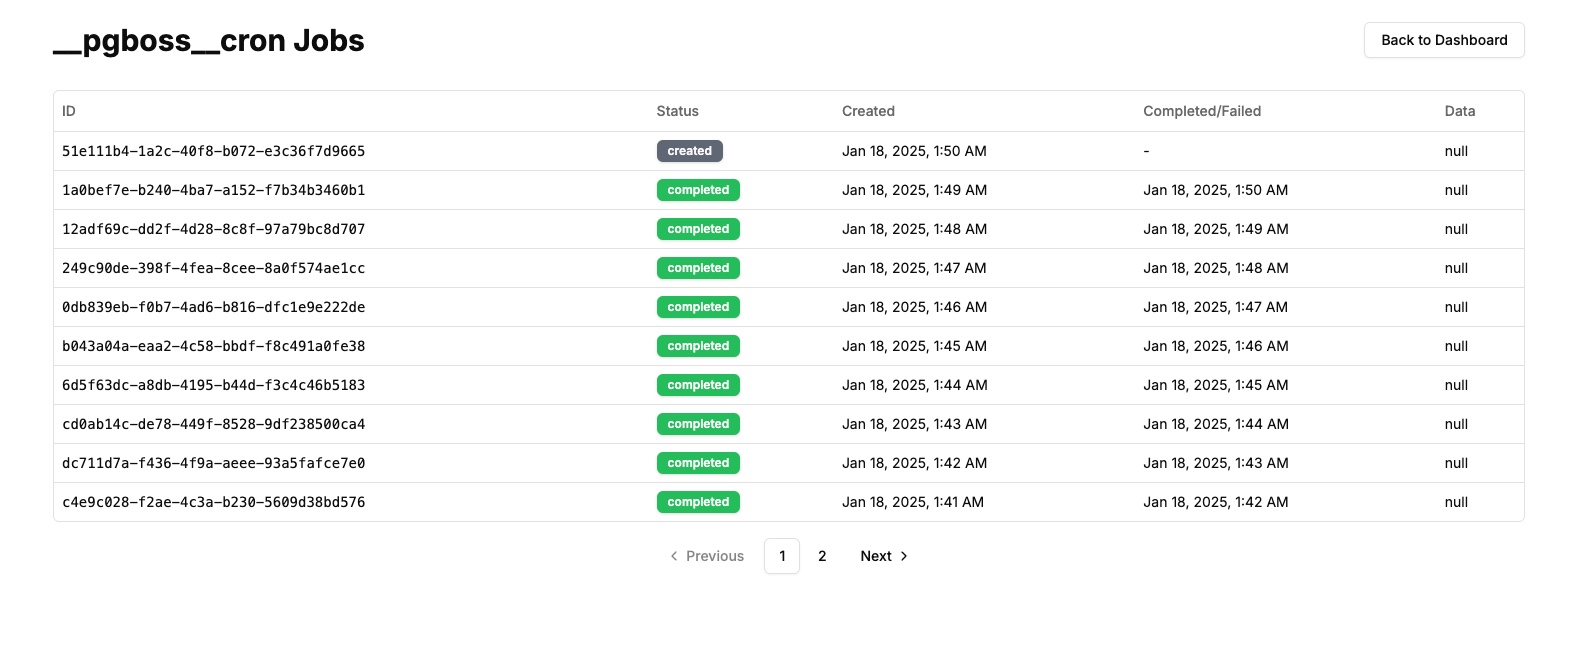 __pgboss__cron Jobs
Back to Dashboard
ID Status Created Completed/Failed Data
51e111b4-1a2c-40f8-b072-e3c36f7d9665 created Jan 18, 2025, 1:50 AM - null
1a0bef7e-b240-4ba7-a152-f7b34b3460b1 completed Jan 18, 2025, 1:49 AM Jan 18, 2025, 1:50 AM null
12adf69c-dd2f-4d28-8c8f-97a79bc8d707 completed Jan 18, 2025, 1:48 AM Jan 18, 2025, 1:49 AM null
249c90de-398f-4fea-8cee-8a0f574ae1cc completed Jan 18, 2025, 1:47 AM Jan 18, 2025, 1:48 AM null
0db839eb-f0b7-4ad6-b816-dfc1e9e222de completed Jan 18, 2025, 1:46 AM Jan 18, 2025, 1:47 AM null
b043a04a-eaa2-4c58-bbdf-f8c491a0fe38 completed Jan 18, 2025, 1:45 AM Jan 18, 2025, 1:46 AM null
6d5f63dc-a8db-4195-b44d-f3c4c46b5183 completed Jan 18, 2025, 1:44 AM Jan 18, 2025, 1:45 AM null
cd0ab14c-de78-449f-8528-9df238500ca4 completed Jan 18, 2025, 1:43 AM Jan 18, 2025, 1:44 AM null
dc711d7a-f436-4f9a-aeee-93a5fafce7e0 completed Jan 18, 2025, 1:42 AM Jan 18, 2025, 1:43 AM null
c4e9c028-f2ae-4c3a-b230-5609d38bd576 completed Jan 18, 2025, 1:41 AM Jan 18, 2025, 1:42 AM null
Previous 1 2 Next